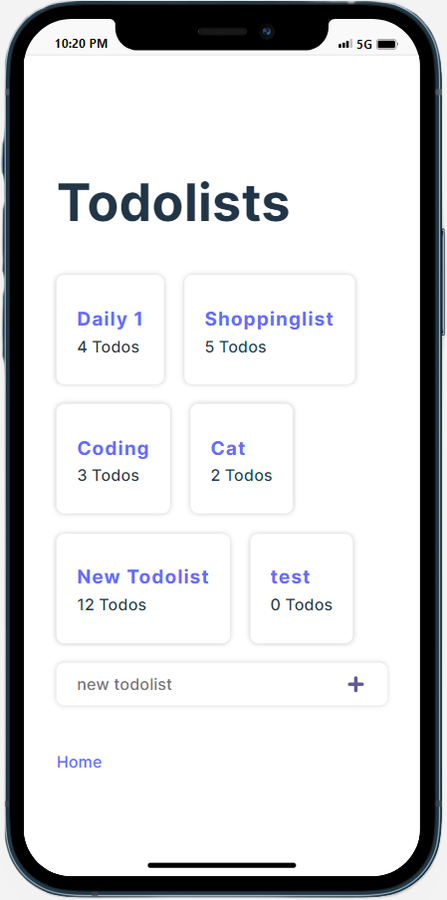 10:20 PM 5G
Todolists
Daily 1 Shoppinglist
4 Todos 5 Todos
Coding Cat
3 Todos 2 Todos
New Todolist test
12 Todos 0 Todos
new todolist
Home